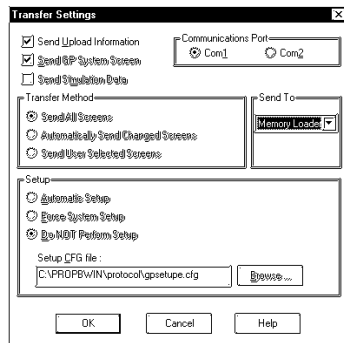 Transfer Settings
Send Upload Information
Communications Port
Com1
Com2
Send GP System Screen
Send Simulation Data
Transfer Method
Send All Screens
Automatically Send Changed Screens
Send User Selected Screens
Send To
Memory Loader
Setup
Automatic Setup
Force System Setup
Do NOT Perform Setup
Setup CFG file :
C:\PROPBWIN\protocol\gpsetupe.cfg
Browse ...
OK
Cancel
Help